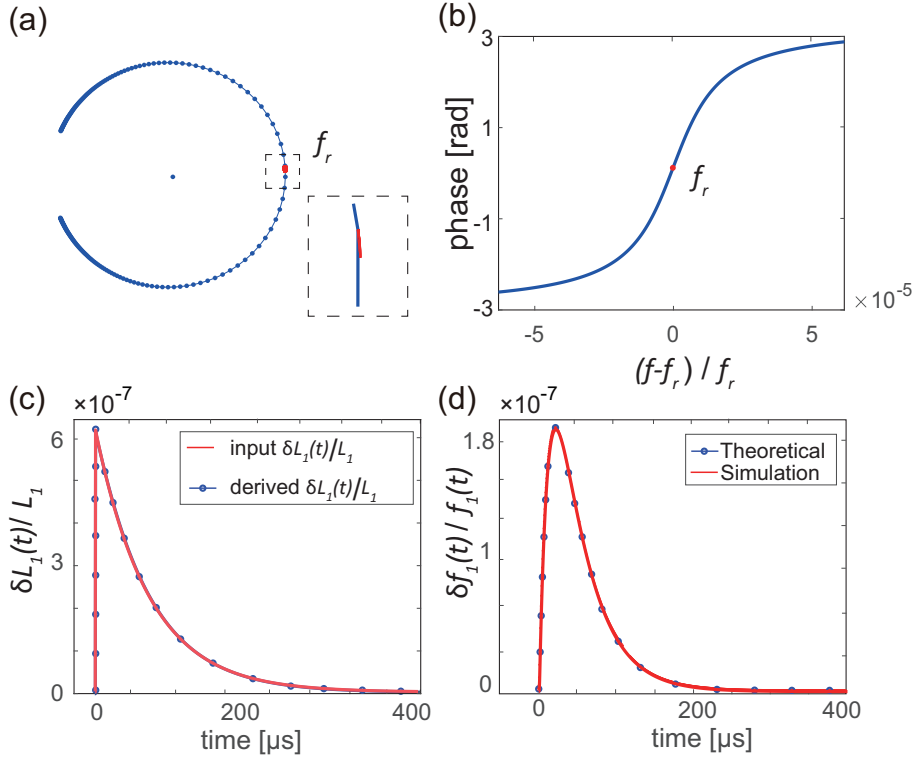 (a)
f_r
(b)
3
1
-1
-3
phase [rad]
f_r
×10^-5
-5
0
5
(f-f_r) / f_r
(c)
×10^-7
6
3
0
δL_1(t)/ L_1
input δL_1(t)/L_1
derived δL_1(t)/L_1
0
200
400
time [µs]
(d)
×10^-7
1.8
1
0
δf_1(t) / f_1(t)
Theoretical
Simulation
0
200
400
time [µs]